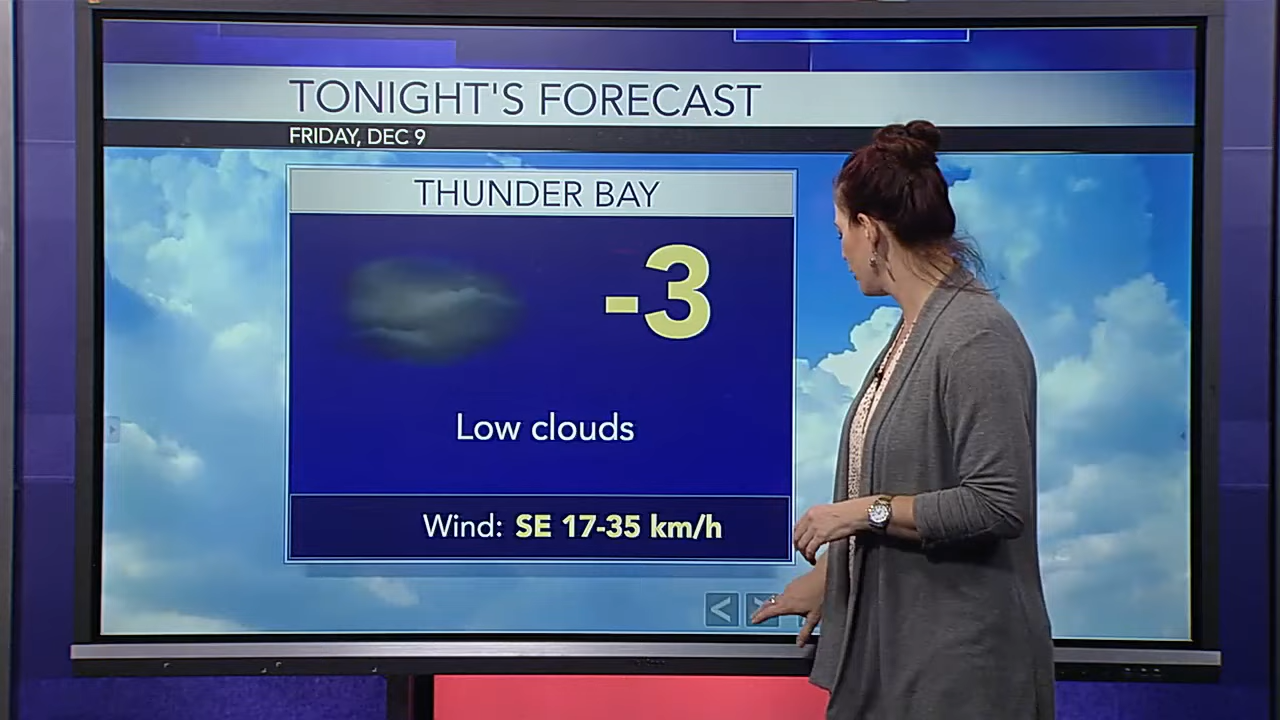 TONIGHT'S FORECAST
FRIDAY, DEC 9
THUNDER BAY
-3
Low clouds
Wind: SE 17-35 km/h